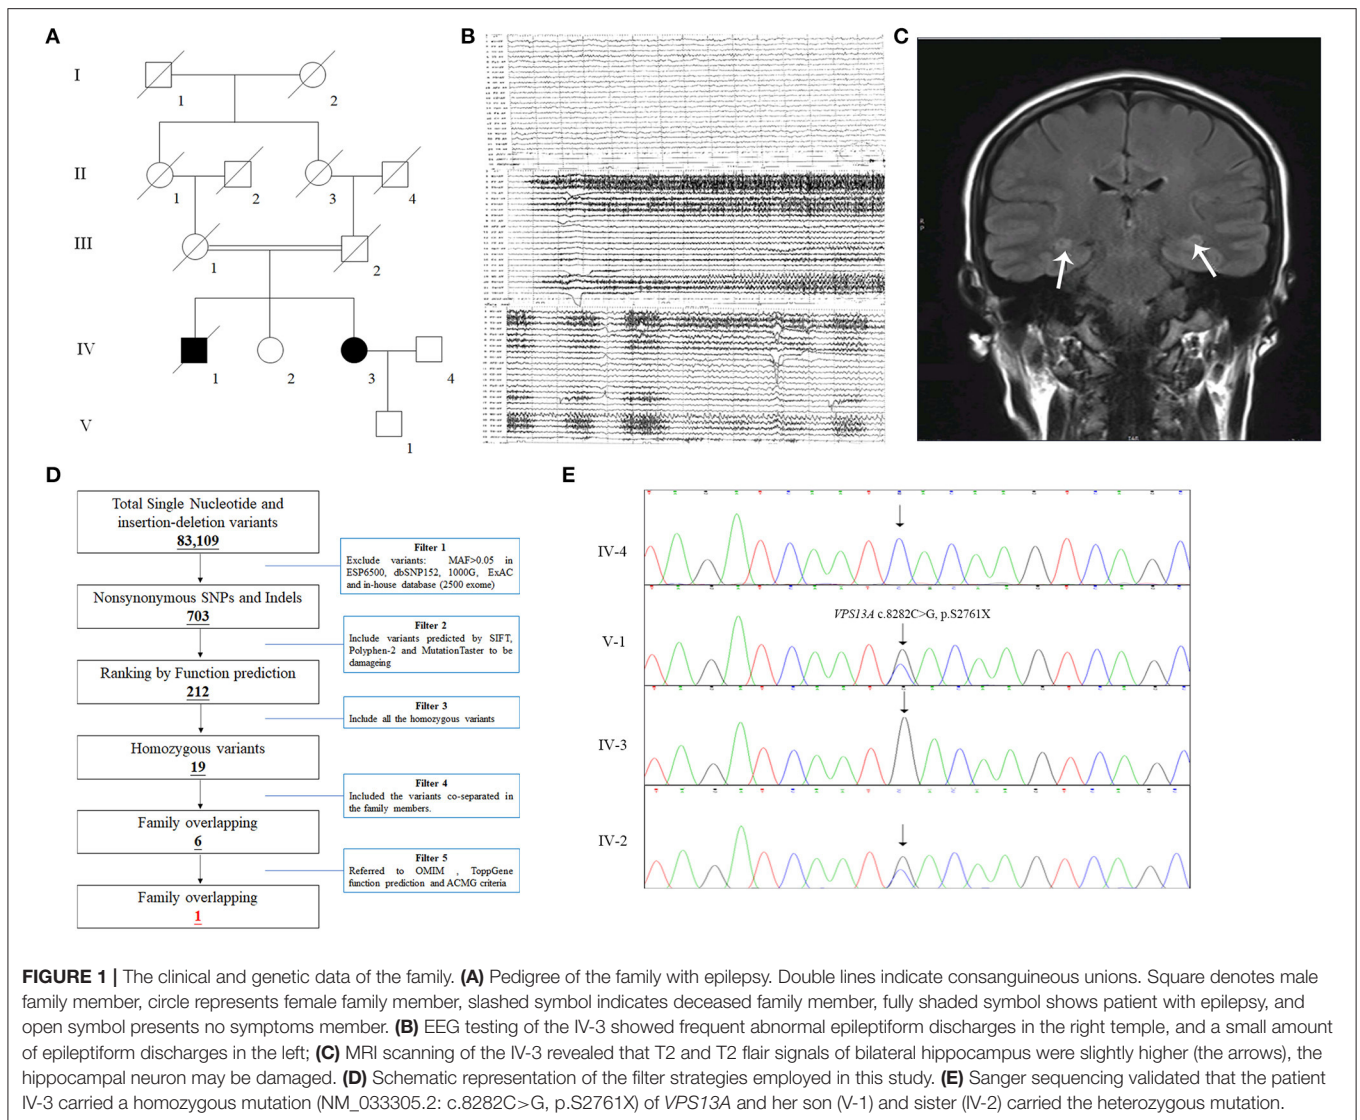 A
B
C
I
1
2
II
1
2
3
4
III
1
2
IV
1
2
3
4
V
1
D
Total Single Nucleotide and
insertion-deletion variants
83,109
Filter 1
Exclude variants: MAF>0.05 in
ESP6500, dbSNP152, 1000G, ExAC
and in-house database (2500 exome)
Nonsynonymous SNPs and Indels
703
Filter 2
Include variants predicted by SIFT,
Polyphen-2 and MutationTaster to be
damageing
Ranking by Function prediction
212
Filter 3
Include all the homozygous variants
Homozygous variants
19
Filter 4
Included the variants co-separated in
the family members.
Family overlapping
6
Filter 5
Referred to OMIM , ToppGene
function prediction and ACMG criteria
Family overlapping
1
E
IV-4
VPS13A c.8282C>G, p.S2761X
V-1
IV-3
IV-2
FIGURE 1 | The clinical and genetic data of the family. (A) Pedigree of the family with epilepsy. Double lines indicate consanguineous unions. Square denotes male
family member, circle represents female family member, slashed symbol indicates deceased family member, fully shaded symbol shows patient with epilepsy, and
open symbol presents no symptoms member. (B) EEG testing of the IV-3 showed frequent abnormal epileptiform discharges in the right temple, and a small amount
of epileptiform discharges in the left; (C) MRI scanning of the IV-3 revealed that T2 and T2 flair signals of bilateral hippocampus were slightly higher (the arrows), the
hippocampal neuron may be damaged. (D) Schematic representation of the filter strategies employed in this study. (E) Sanger sequencing validated that the patient
IV-3 carried a homozygous mutation (NM_033305.2: c.8282C>G, p.S2761X) of VPS13A and her son (V-1) and sister (IV-2) carried the heterozygous mutation.